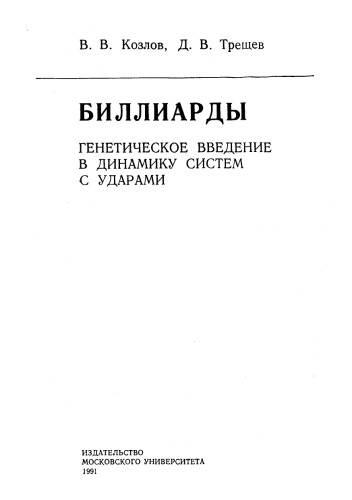 В. В. Козлов, Д. В. Трещев
БИЛЛИАРДЫ
ГЕНЕТИЧЕСКОЕ ВВЕДЕНИЕ
В ДИНАМИКУ СИСТЕМ
С УДАРАМИ
ИЗДАТЕЛЬСТВО
МОСКОВСКОГО УНИВЕРСИТЕТА
1991